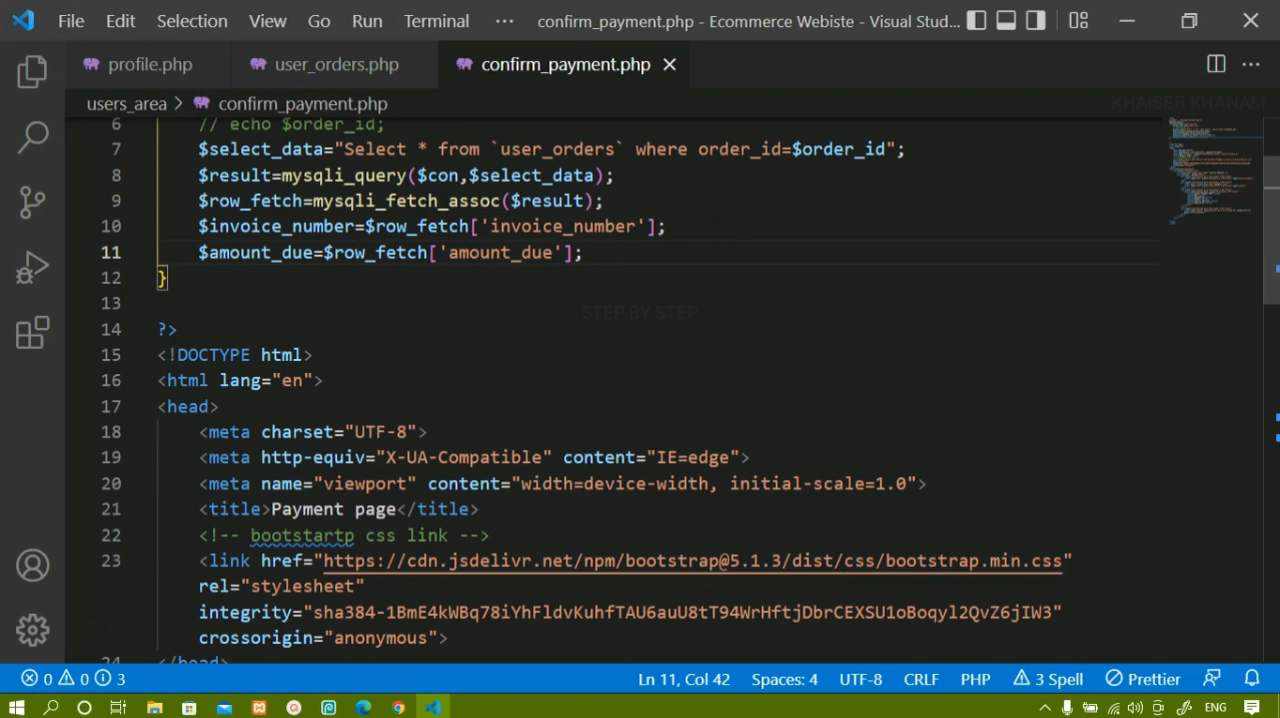 File Edit Selection View Go Run Terminal ··· confirm_payment.php - Ecommerce Webiste - Visual Stud...
profile.php user_orders.php confirm_payment.php
users_area > confirm_payment.php
KHAISER KHANAM
6 // echo $order_id;
7 $select_data="Select * from `user_orders` where order_id=$order_id";
8 $result=mysqli_query($con,$select_data);
9 $row_fetch=mysqli_fetch_assoc($result);
10 $invoice_number=$row_fetch['invoice_number'];
11 $amount_due=$row_fetch['amount_due'];
12 }
13
STEP BY STEP
14 ?>
15 <!DOCTYPE html>
16 <html lang="en">
17 <head>
18 <meta charset="UTF-8">
19 <meta http-equiv="X-UA-Compatible" content="IE=edge">
20 <meta name="viewport" content="width=device-width, initial-scale=1.0">
21 <title>Payment page</title>
22 <!-- bootstartp css link -->
23 <link href="https://cdn.jsdelivr.net/npm/bootstrap@5.1.3/dist/css/bootstrap.min.css"
rel="stylesheet"
integrity="sha384-1BmE4kWBq78iYhFldvKuhfTAU6auU8tT94WrHftjDbrCEXSU1oBoqyl2QvZ6jIW3"
crossorigin="anonymous">
24 </head>
0 0 3 Ln 11, Col 42 Spaces: 4 UTF-8 CRLF PHP 3 Spell Prettier
ENG